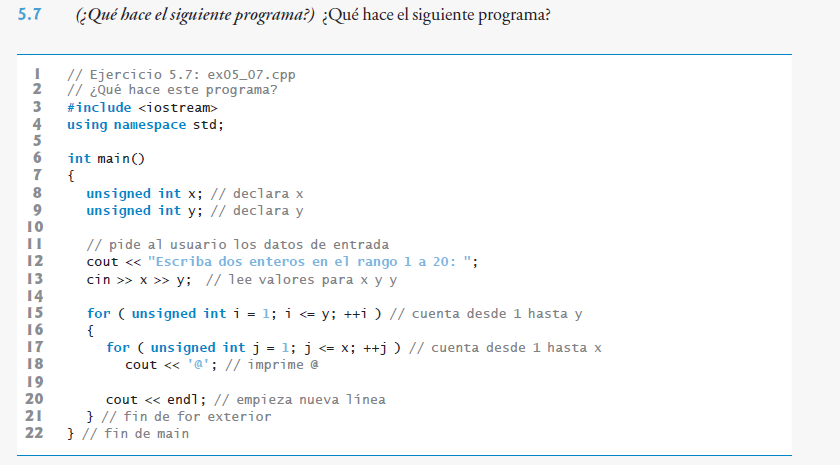 5.7 (¿Qué hace el siguiente programa?) ¿Qué hace el siguiente programa?
1 // Ejercicio 5.7: ex05_07.cpp
2 // ¿Qué hace este programa?
3 #include <iostream>
4 using namespace std;
5
6 int main()
7 {
8 unsigned int x; // declara x
9 unsigned int y; // declara y
10
11 // pide al usuario los datos de entrada
12 cout << "Escriba dos enteros en el rango 1 a 20: ";
13 cin >> x >> y; // lee valores para x y y
14
15 for ( unsigned int i = 1; i <= y; ++i ) // cuenta desde 1 hasta y
16 {
17 for ( unsigned int j = 1; j <= x; ++j ) // cuenta desde 1 hasta x
18 cout << '@'; // imprime @
19
20 cout << endl; // empieza nueva línea
21 } // fin de for exterior
22 } // fin de main